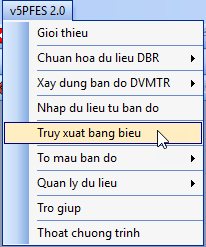 v5PFES 2.0
Gioi thieu
Chuan hoa du lieu DBR
Xay dung ban do DVMTR
Nhap du lieu tu ban do
Truy xuat bang bieu
To mau ban do
Quan ly du lieu
Tro giup
Thoat chuong trinh